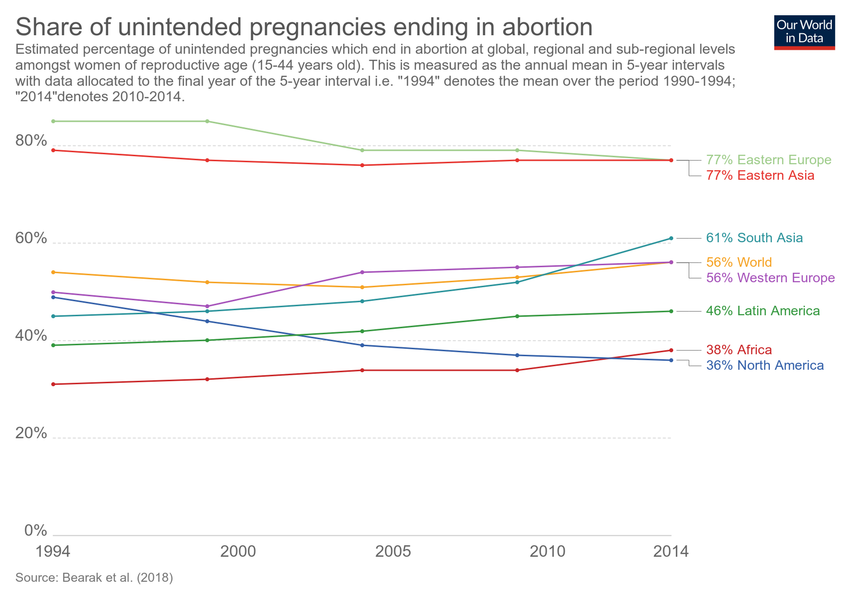 Share of unintended pregnancies ending in abortion
Our World
in Data
Estimated percentage of unintended pregnancies which end in abortion at global, regional and sub-regional levels
amongst women of reproductive age (15-44 years old). This is measured as the annual mean in 5-year intervals
with data allocated to the final year of the 5-year interval i.e. "1994" denotes the mean over the period 1990-1994;
"2014"denotes 2010-2014.
80%
77% Eastern Europe
77% Eastern Asia
60%
61% South Asia
56% World
56% Western Europe
46% Latin America
40%
38% Africa
36% North America
20%
0%
1994 2000 2005 2010 2014
Source: Bearak et al. (2018)